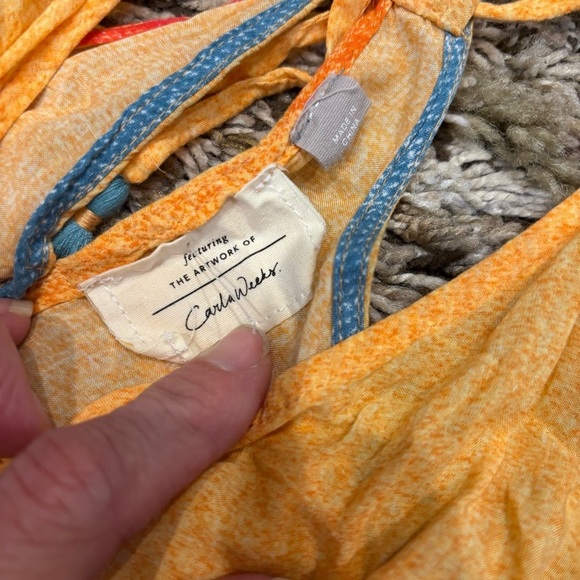 featuring
THE ARTWORK OF
Carla Weeks.
MADE IN
CHINA